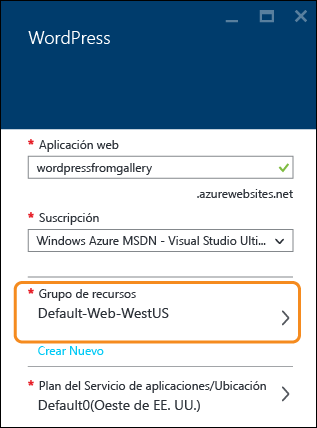 WordPress
* Aplicación web
wordpressfromgallery
.azurewebsites.net
* Suscripción
Windows Azure MSDN - Visual Studio Ulti...
* Grupo de recursos
Default-Web-WestUS
Crear Nuevo
* Plan del Servicio de aplicaciones/Ubicación
Default0(Oeste de EE. UU.)